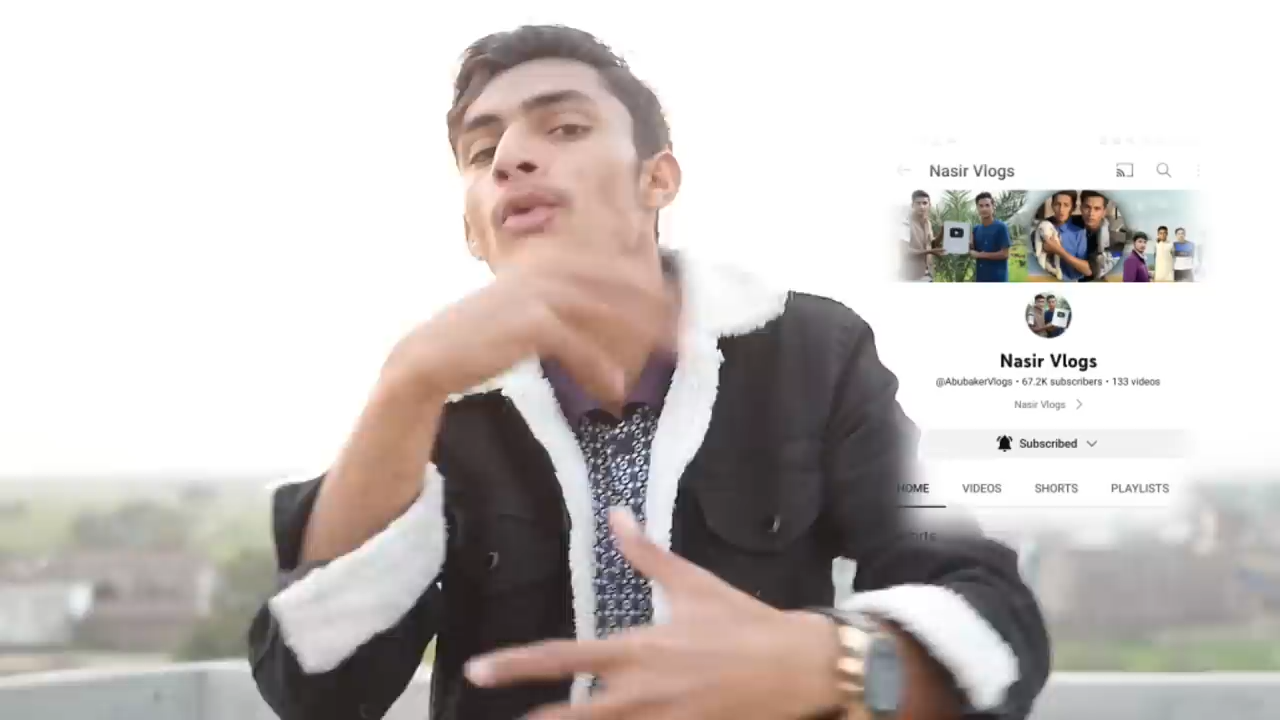 Nasir Vlogs
Nasir Vlogs
@AbubakerVlogs • 67.2K subscribers • 133 videos
Nasir Vlogs
Subscribed
HOME VIDEOS SHORTS PLAYLISTS